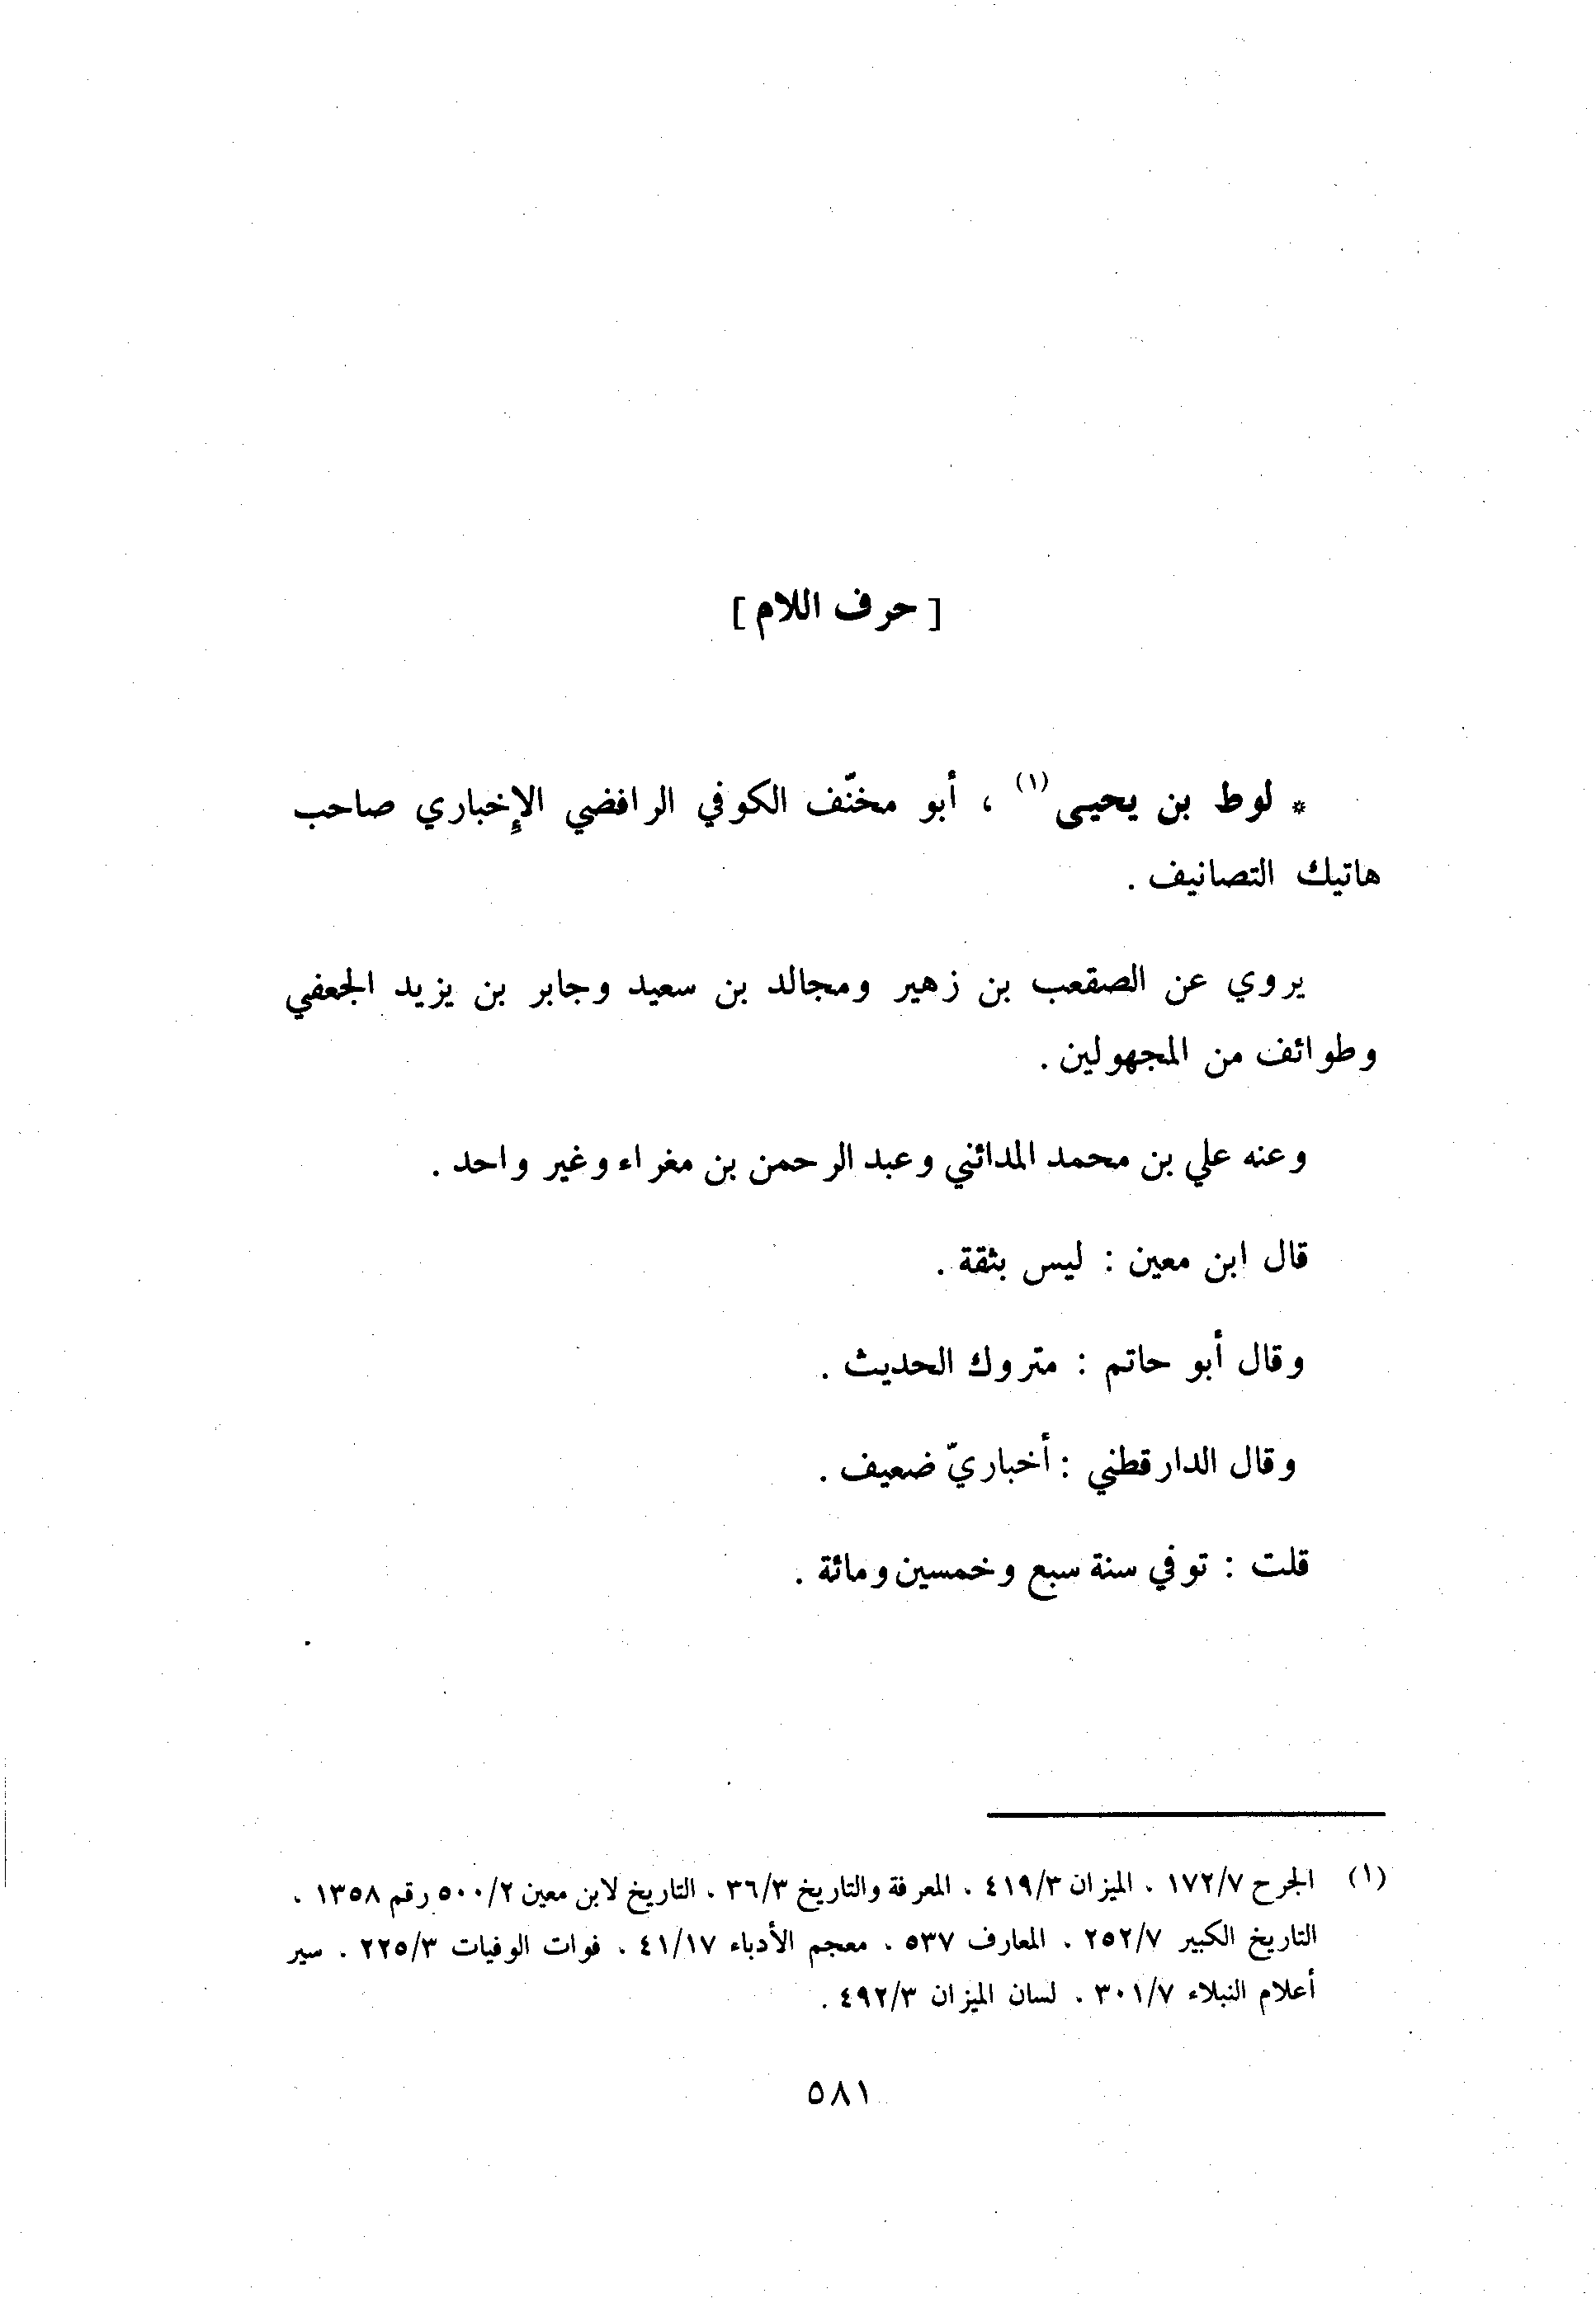 [ حرف اللام ]
* لوط بن يحيى (١) ، أبو مخنّف الكوفي الرافضي الإخباري صاحب
هاتيك التصانيف .
يروي عن الصقعب بن زهير ومجالد بن سعيد وجابر بن يزيد الجعفي
وطوائف من المجهولين .
وعنه علي بن محمد المدائني وعبد الرحمن بن مغراء وغير واحد .
قال ابن معين : ليس بثقة .
وقال أبو حاتم : متروك الحديث .
وقال الدارقطني : أخباريّ ضعيف .
قلت : توفي سنة سبع وخمسين ومائة .
(١) الجرح ١٧٢/٧ . الميزان ٤١٩/٣ . المعرفة والتاريخ ٣٦/٣ . التاريخ لابن معين ٥٠٠/٢ رقم ١٣٥٨ .
التاريخ الكبير ٢٥٢/٧ . المعارف ٥٣٧ . معجم الأدباء ٤١/١٧ . فوات الوفيات ٢٢٥/٣ . سير
أعلام النبلاء ٣٠١/٧ . لسان الميزان ٤٩٢/٣ .
٥٨١